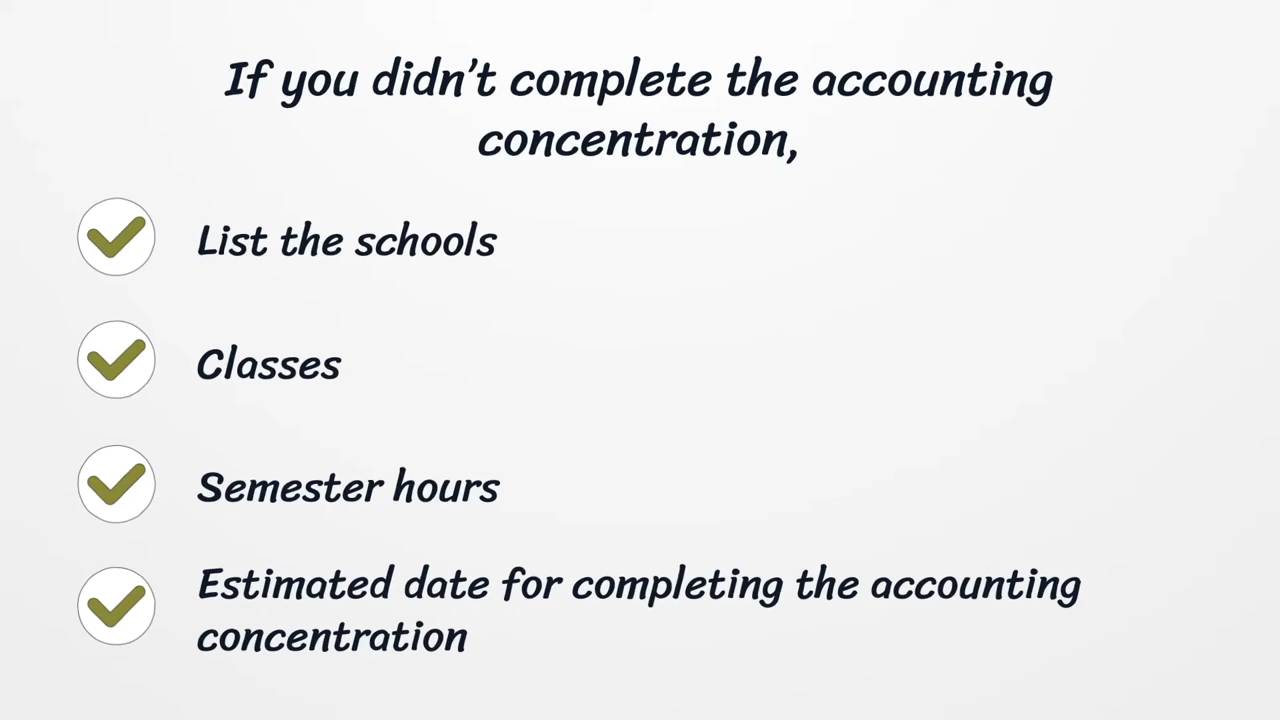 If you didn’t complete the accounting
concentration,
List the schools
Classes
Semester hours
Estimated date for completing the accounting
concentration